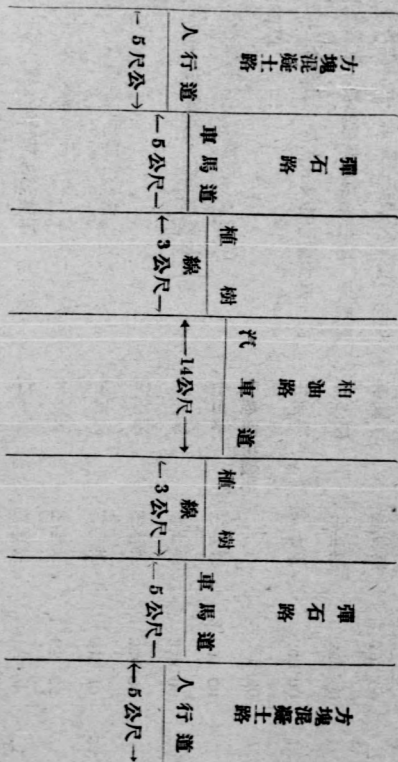 方塊混凝土路
人行道
←5尺公→
彈石路
車馬道
←5公尺→
植樹線
←3公尺→
柏油路
汽車道
←14公尺→
植樹線
←3公尺→
彈石路
車馬道
←5公尺→
方塊混凝土路
人行道
←5公尺→